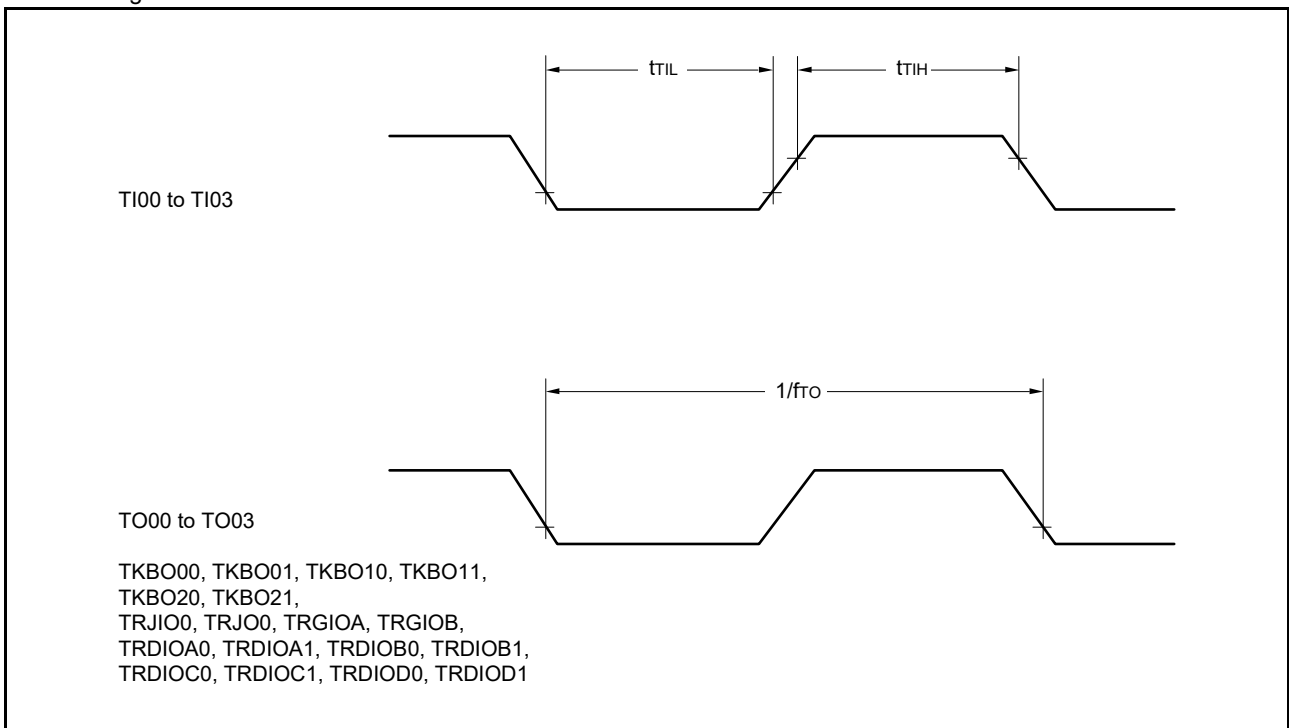 tTIL
tTIH
TI00 to TI03
1/fTO
TO00 to TO03
TKBO00, TKBO01, TKBO10, TKBO11,
TKBO20, TKBO21,
TRJIO0, TRJO0, TRGIOA, TRGIOB,
TRDIOA0, TRDIOA1, TRDIOB0, TRDIOB1,
TRDIOC0, TRDIOC1, TRDIOD0, TRDIOD1